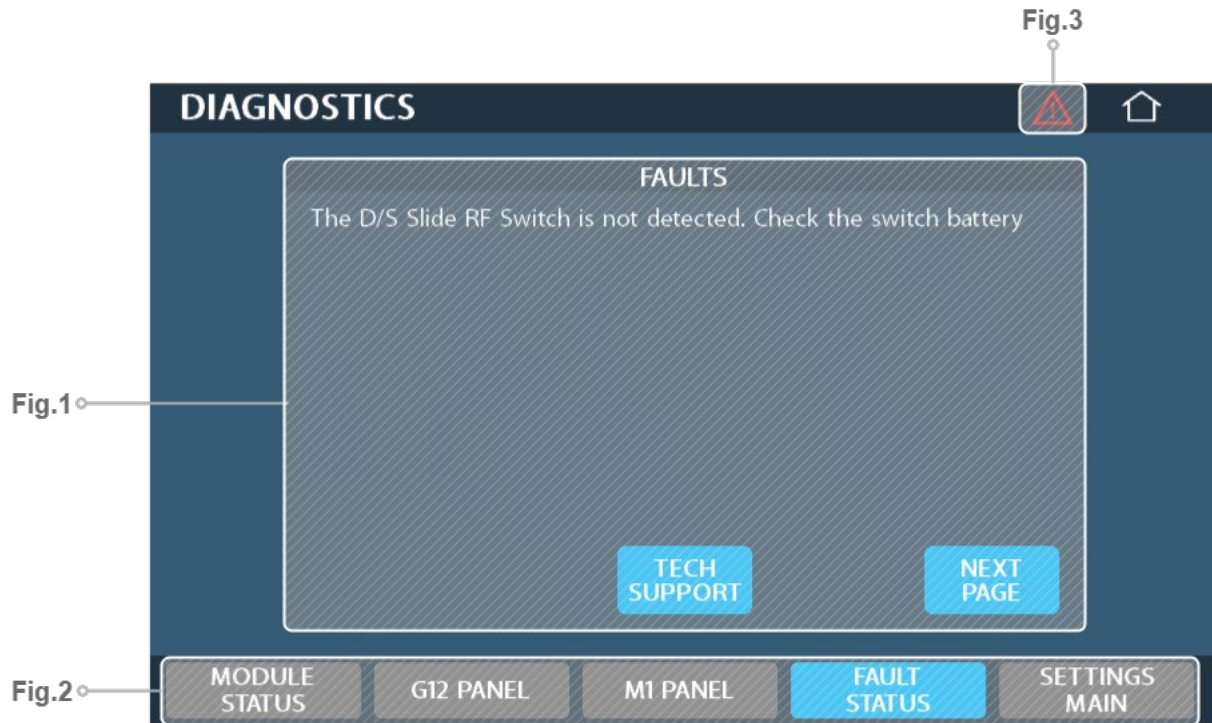 Fig.3
DIAGNOSTICS
FAULTS
The D/S Slide RF Switch is not detected. Check the switch battery
Fig.1
TECH
SUPPORT
NEXT
PAGE
Fig.2
MODULE
STATUS
G12 PANEL
M1 PANEL
FAULT
STATUS
SETTINGS
MAIN